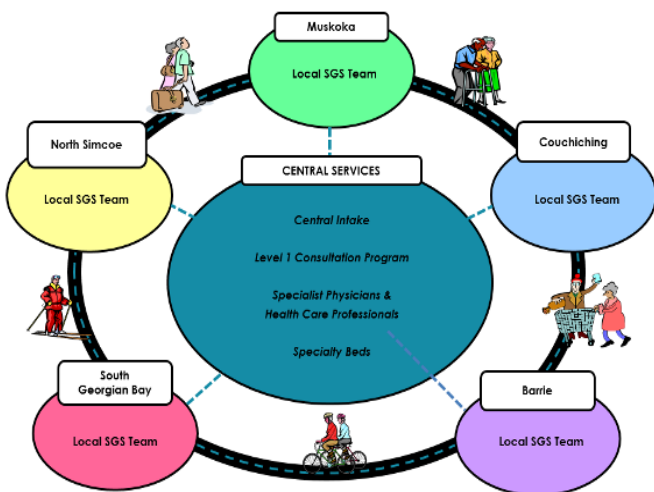 Muskoka
Local SGS Team
North Simcoe
Local SGS Team
CENTRAL SERVICES
Couchiching
Local SGS Team
Central Intake
Level 1 Consultation Program
Specialist Physicians &
Health Care Professionals
Specialty Beds
South
Georgian Bay
Local SGS Team
Barrie
Local SGS Team